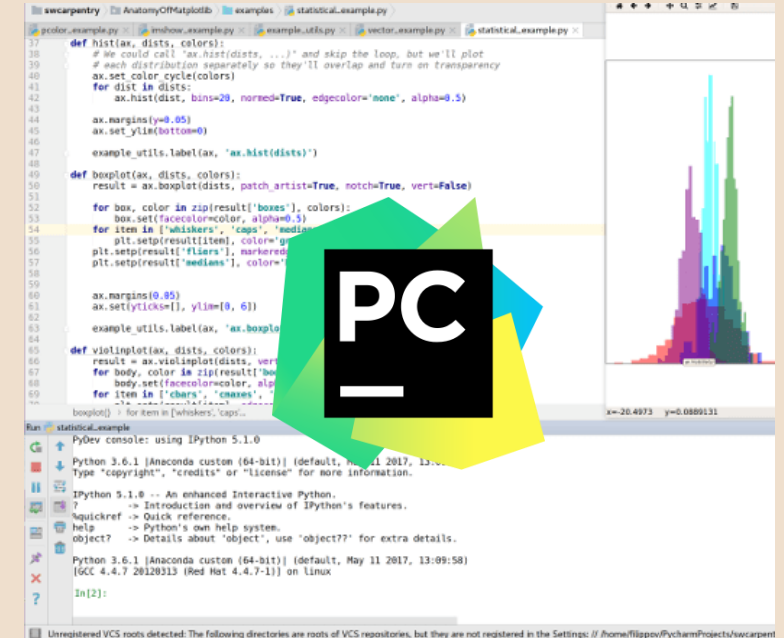 swcarpentry AnatomyOfMatplotlib examples statistical_example.py
pcolor_example.py imshow_example.py example_utils.py vector_example.py statistical_example.py
37 def hist(ax, dists, colors):
38 # We could call "ax.hist(dists, ...)" and skip the loop, but we'll plot
39 # each distribution separately so they'll overlap and turn on transparency
40 ax.set_color_cycle(colors)
41 for dist in dists:
42 ax.hist(dist, bins=20, normed=True, edgecolor='none', alpha=0.5)
43
44 ax.margins(y=0.05)
45 ax.set_ylim(bottom=0)
46
47 example_utils.label(ax, 'ax.hist(dists)')
48
49 def boxplot(ax, dists, colors):
50 result = ax.boxplot(dists, patch_artist=True, notch=True, vert=False)
51
52 for box, color in zip(result['boxes'], colors):
53 box.set(facecolor=color, alpha=0.5)
54 for item in ['whiskers', 'caps', 'media
55 plt.setp(result[item], color='g
56 plt.setp(result['fliers'], markered
57 plt.setp(result['medians'], color='
58
59
60 ax.margins(0.05)
61 ax.set(yticks=[], ylim=[0, 6])
62
63 example_utils.label(ax, 'ax.boxplo
64
65 def violinplot(ax, dists, colors):
66 result = ax.violinplot(dists, vert
67 for body, color in zip(result['bo
68 body.set(facecolor=color, alp
69 for item in ['cbars', 'cmaxes', '
boxplot() for item in ['whiskers', 'caps'...
x=-20.4973 y=0.0889131
PC
Run statistical_example
PyDev console: using IPython 5.1.0
Python 3.6.1 |Anaconda custom (64-bit)| (default, 11 2017, 13:0
Type "copyright", "credits" or "license" for more information.
IPython 5.1.0 -- An enhanced Interactive Python.
? -> Introduction and overview of IPython's features.
%quickref -> Quick reference.
help -> Python's own help system.
object? -> Details about 'object', use 'object??' for extra details.
Python 3.6.1 |Anaconda custom (64-bit)| (default, May 11 2017, 13:09:58)
[GCC 4.4.7 20120313 (Red Hat 4.4.7-1)] on linux
In[2]:
Unregistered VCS roots detected: The following directories are roots of VCS repositories, but they are not registered in the Settings: // /home/filippov/PycharmProjects/swcarpent